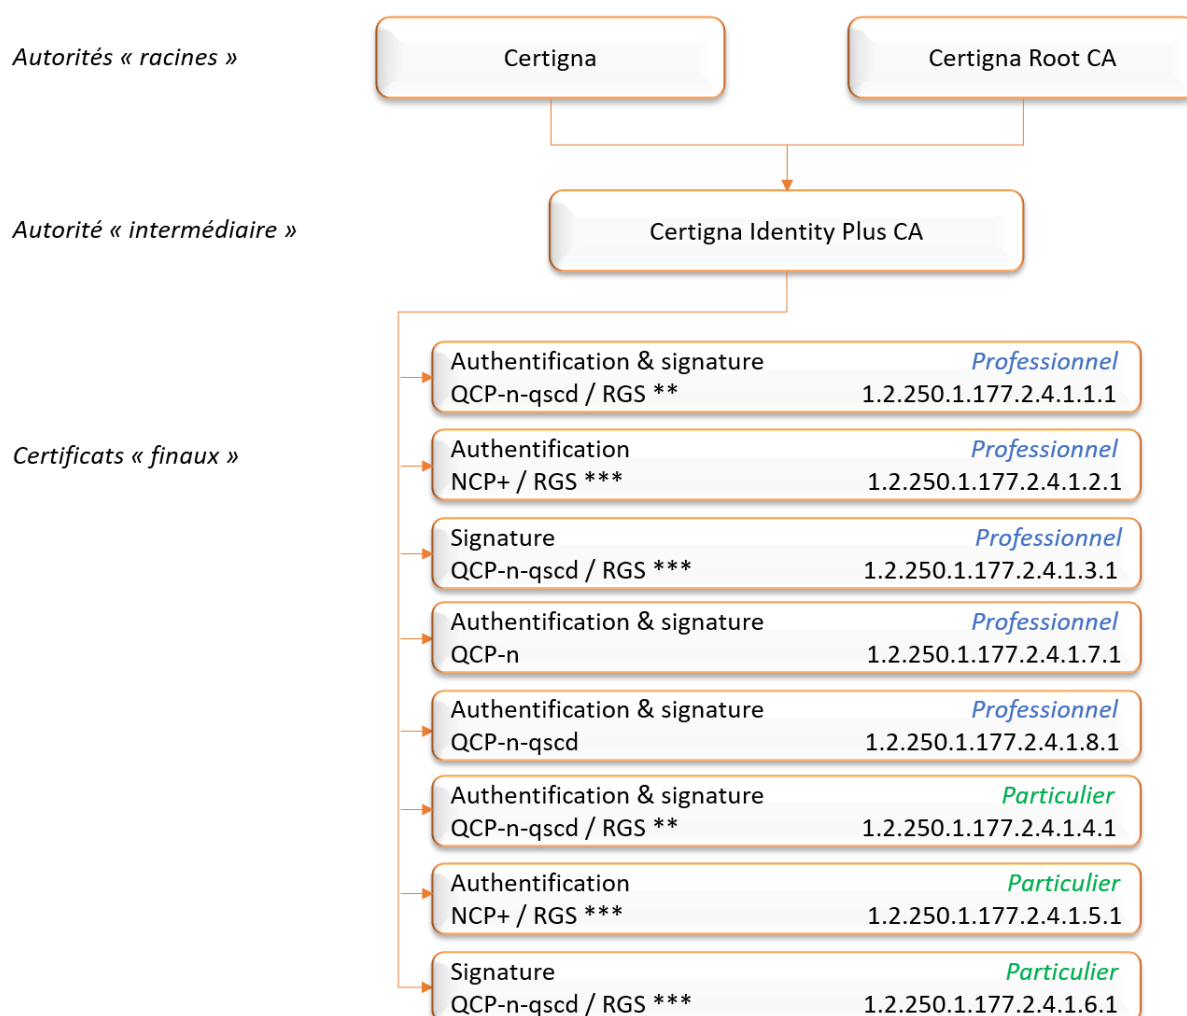 Autorités « racines »
Certigna
Certigna Root CA
Autorité « intermédiaire »
Certigna Identity Plus CA
Certificats « finaux »
Authentification & signature Professionnel
QCP-n-qscd / RGS ** 1.2.250.1.177.2.4.1.1.1
Authentification Professionnel
NCP+ / RGS *** 1.2.250.1.177.2.4.1.2.1
Signature Professionnel
QCP-n-qscd / RGS *** 1.2.250.1.177.2.4.1.3.1
Authentification & signature Professionnel
QCP-n 1.2.250.1.177.2.4.1.7.1
Authentification & signature Professionnel
QCP-n-qscd 1.2.250.1.177.2.4.1.8.1
Authentification & signature Particulier
QCP-n-qscd / RGS ** 1.2.250.1.177.2.4.1.4.1
Authentification Particulier
NCP+ / RGS *** 1.2.250.1.177.2.4.1.5.1
Signature Particulier
QCP-n-qscd / RGS *** 1.2.250.1.177.2.4.1.6.1